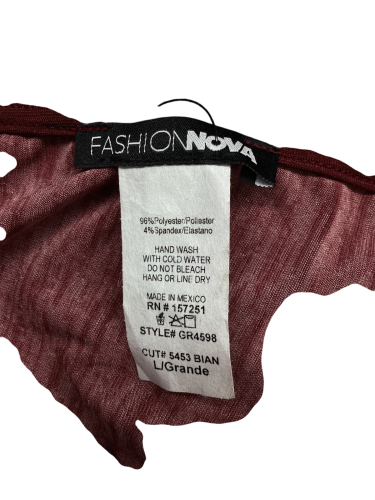 FASHIONNOVA
96%Polyester/Poliester
4%Spandex/Elastano
HAND WASH
WITH COLD WATER
DO NOT BLEACH
HANG OR LINE DRY
MADE IN MEXICO
RN # 157251
STYLE# GR4598
CUT# 5453 BIAN
L/Grande